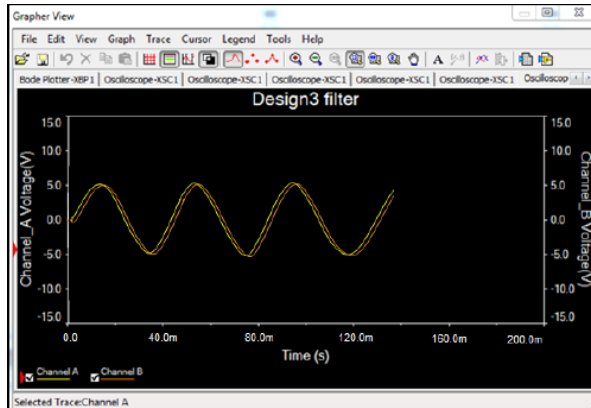 Grapher View
File Edit View Graph Trace Cursor Legend Tools Help
A
Bode Plotter-XBP1 Oscilloscope-XSC1 Oscilloscope-XSC1 Oscilloscope-XSC1 Oscilloscope-XSC1 Oscilloscop
Design3 filter
15.0 15.0
10.0 10.0
5.0 5.0
0.0 0.0
-5.0 -5.0
-10.0 -10.0
-15.0 -15.0
Channel_A Voltage(V)
Channel_B Voltage(V)
0.0 40.0m 80.0m 120.0m 160.0m 200.0m
Time (s)
Channel A Channel B
Selected Trace:Channel A